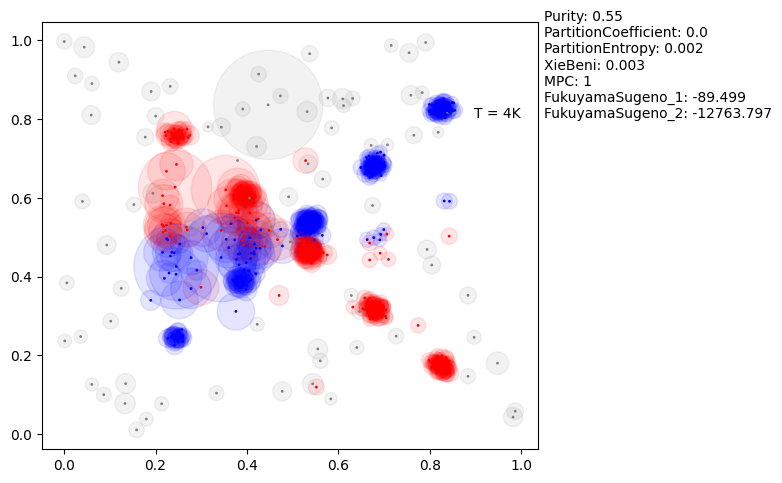 Purity: 0.55
PartitionCoefficient: 0.0
PartitionEntropy: 0.002
XieBeni: 0.003
MPC: 1
FukuyamaSugeno_1: -89.499
FukuyamaSugeno_2: -12763.797
T = 4K
1.0
0.8
0.6
0.4
0.2
0.0
0.0 0.2 0.4 0.6 0.8 1.0